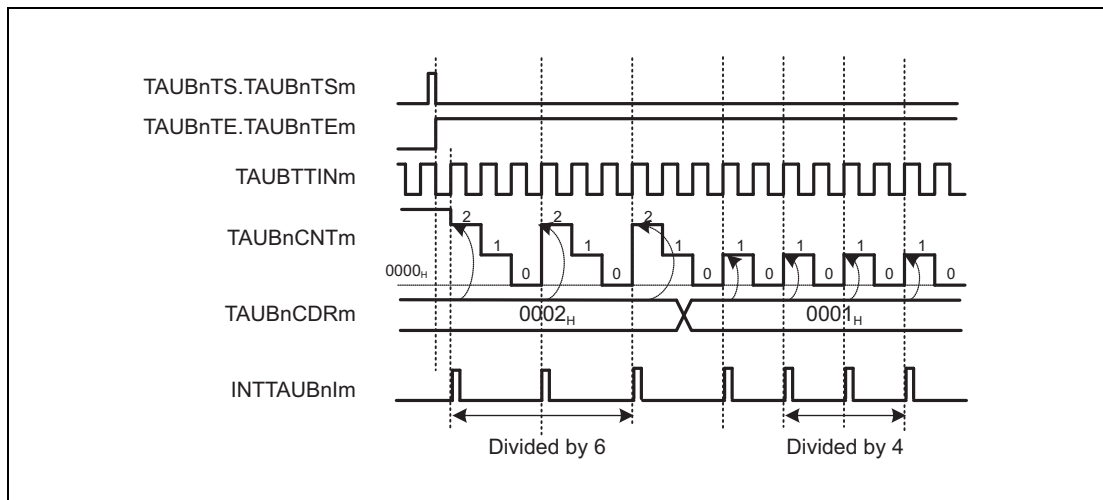 TAUBnTS.TAUBnTSm
TAUBnTE.TAUBnTEm
TAUBTTINm
TAUBnCNTm
2
1
0
2
1
0
2
1
0
1
0
1
0
1
0
1
0
0000H
TAUBnCDRm
0002H
0001H
INTTAUBnIm
Divided by 6
Divided by 4